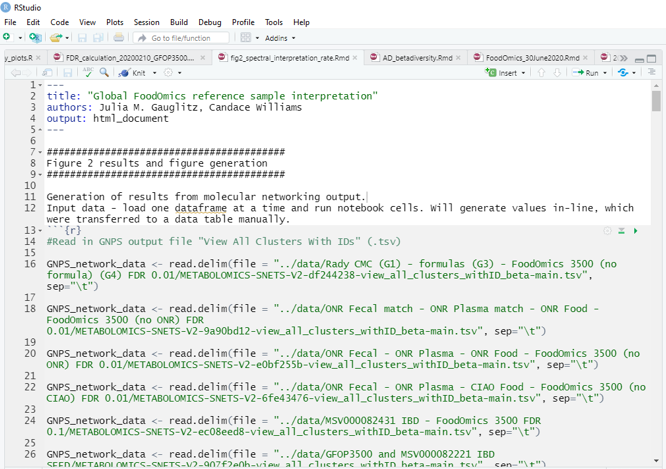 RStudio
File Edit Code View Plots Session Build Debug Profile Tools Help
Go to file/function Addins
y_plots.R FDR_calculation_20200210_GFOP3500.... fig2_spectral_interpretation_rate.Rmd AD_betadiversity.Rmd FoodOmics_30June2020.Rmd
ABC Knit Insert Run
1 ---
2 title: "Global FoodOmics reference sample interpretation"
3 authors: Julia M. Gauglitz, Candace Williams
4 output: html_document
5 ---
6
7 ########################################
8 Figure 2 results and figure generation
9 ########################################
10
11 Generation of results from molecular networking output.
12 Input data - load one dataframe at a time and run notebook cells. Will generate values in-line, which
were transferred to a data table manually.
13 ```{r}
14 #Read in GNPS output file "View All Clusters With IDs" (.tsv)
15
16 GNPS_network_data <- read.delim(file = "../data/Rady CMC (G1) - formulas (G3) - FoodOmics 3500 (no
formula) (G4) FDR 0.01/METABOLOMICS-SNETS-V2-df244238-view_all_clusters_withID_beta-main.tsv",
sep="\t")
17
18 GNPS_network_data <- read.delim(file = "../data/ONR Fecal match - ONR Plasma match - ONR Food -
FoodOmics 3500 (no ONR) FDR
0.01/METABOLOMICS-SNETS-V2-9a90bd12-view_all_clusters_withID_beta-main.tsv", sep="\t")
19
20 GNPS_network_data <- read.delim(file = "../data/ONR Fecal - ONR Plasma - ONR Food - FoodOmics 3500 (no
ONR) FDR 0.01/METABOLOMICS-SNETS-V2-e0bf255b-view_all_clusters_withID_beta-main.tsv", sep="\t")
21
22 GNPS_network_data <- read.delim(file = "../data/ONR Fecal - ONR Plasma - CIAO Food - FoodOmics 3500 (no
CIAO) FDR 0.01/METABOLOMICS-SNETS-V2-6fe43476-view_all_clusters_withID_beta-main.tsv", sep="\t")
23
24 GNPS_network_data <- read.delim(file = "../data/MSV000082431 IBD - FoodOmics 3500 FDR
0.1/METABOLOMICS-SNETS-V2-ec08eed8-view_all_clusters_withID_beta-main.tsv", sep="\t")
25
26 GNPS_network_data <- read.delim(file = "../data/GFOP3500 and MSV000082221 IBD